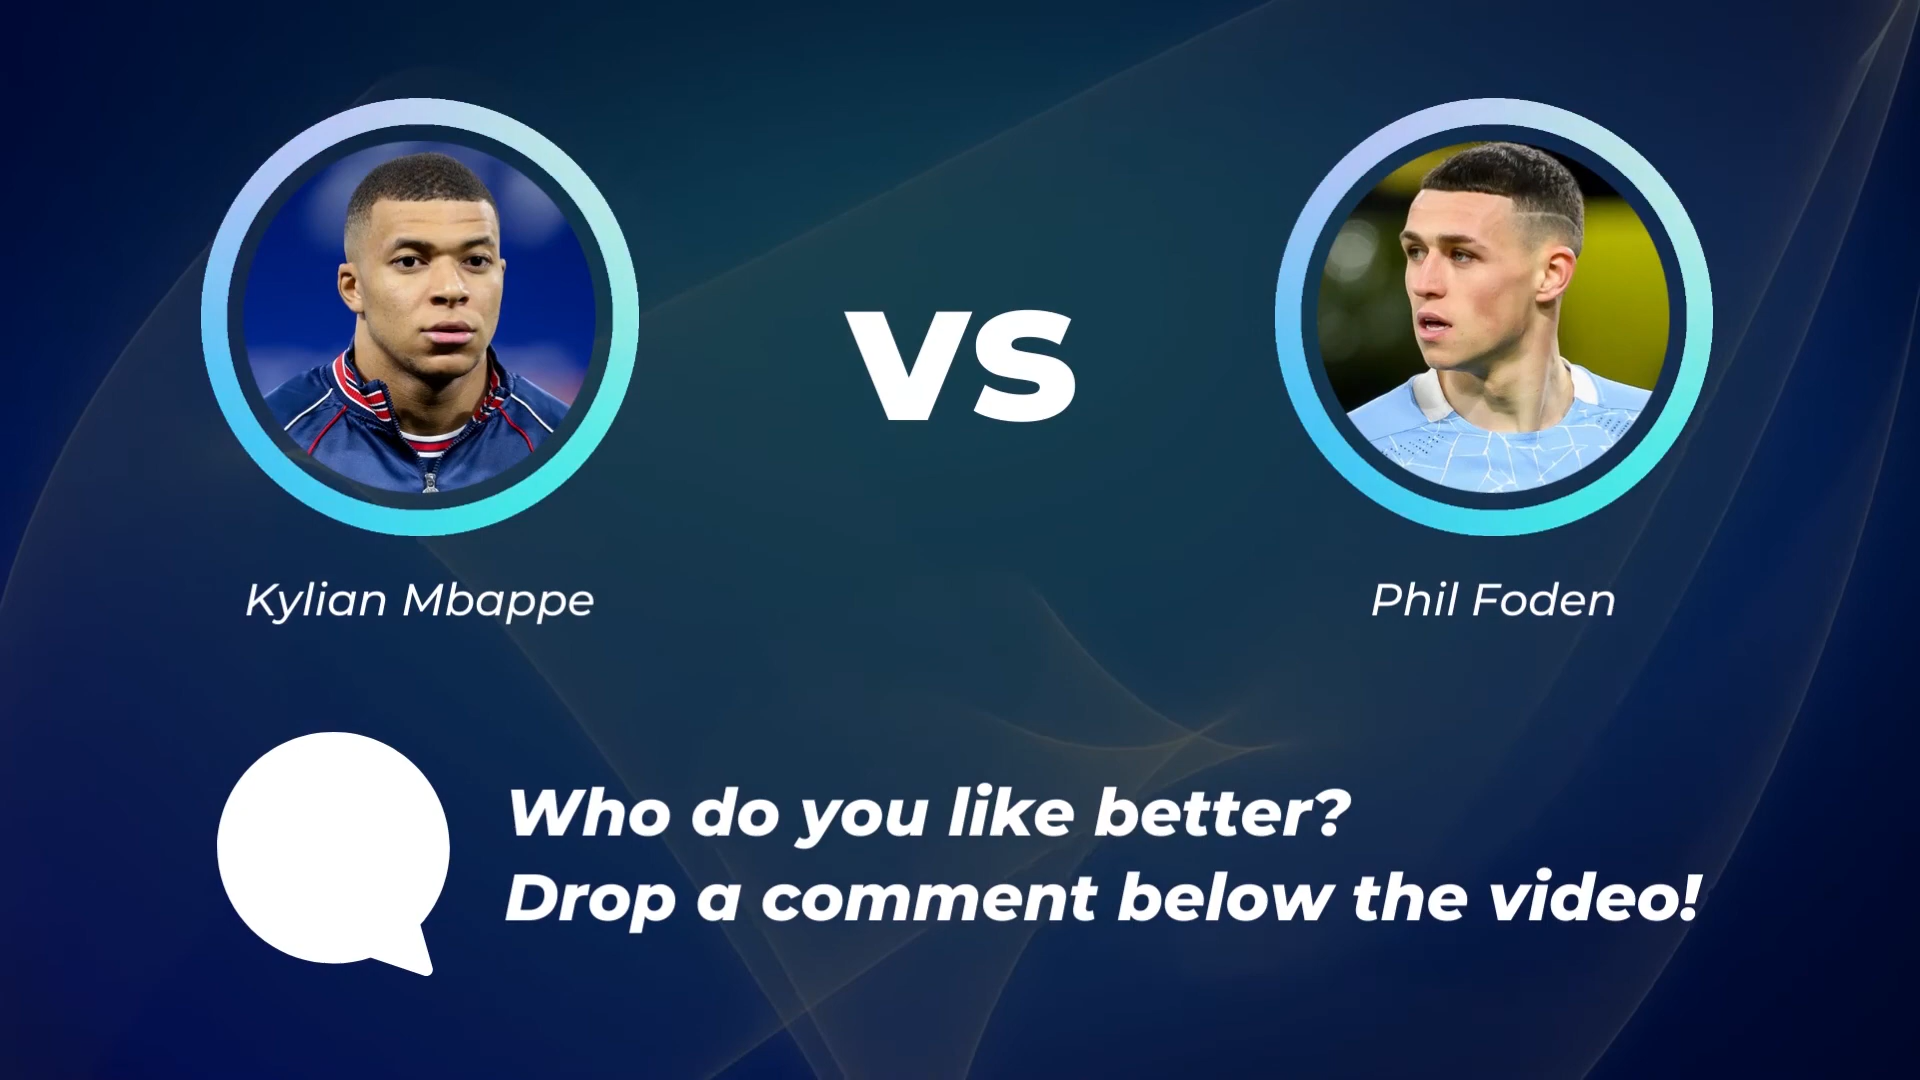 VS
Kylian Mbappe
Phil Foden
Who do you like better?
Drop a comment below the video!